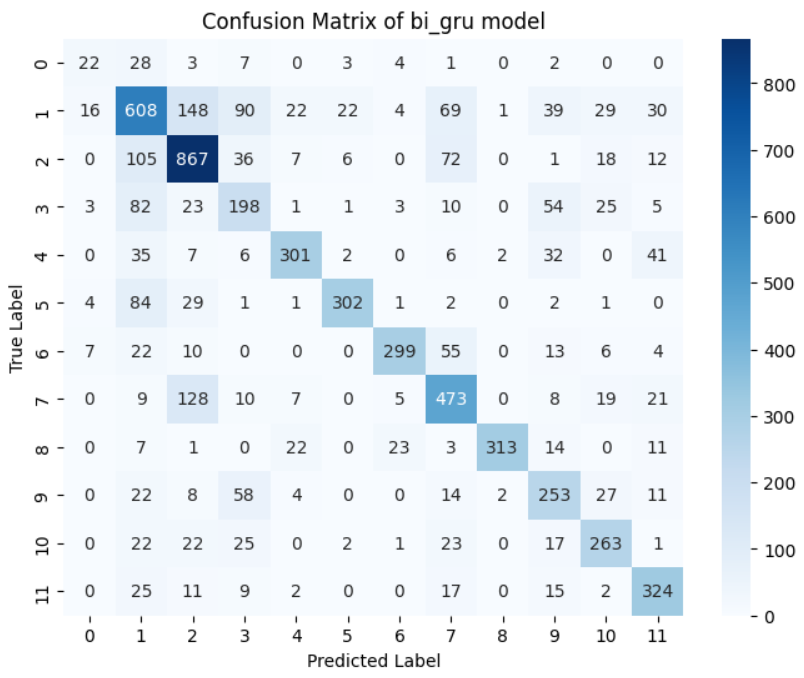 Confusion Matrix of bi_gru model
0 22 28 3 7 0 3 4 1 0 2 0 0
1 16 608 148 90 22 22 4 69 1 39 29 30
2 0 105 867 36 7 6 0 72 0 1 18 12
3 3 82 23 198 1 1 3 10 0 54 25 5
4 0 35 7 6 301 2 0 6 2 32 0 41
5 4 84 29 1 1 302 1 2 0 2 1 0
6 7 22 10 0 0 0 299 55 0 13 6 4
7 0 9 128 10 7 0 5 473 0 8 19 21
8 0 7 1 0 22 0 23 3 313 14 0 11
9 0 22 8 58 4 0 0 14 2 253 27 11
10 0 22 22 25 0 2 1 23 0 17 263 1
11 0 25 11 9 2 0 0 17 0 15 2 324
0 1 2 3 4 5 6 7 8 9 10 11
Predicted Label
True Label
800
700
600
500
400
300
200
100
0